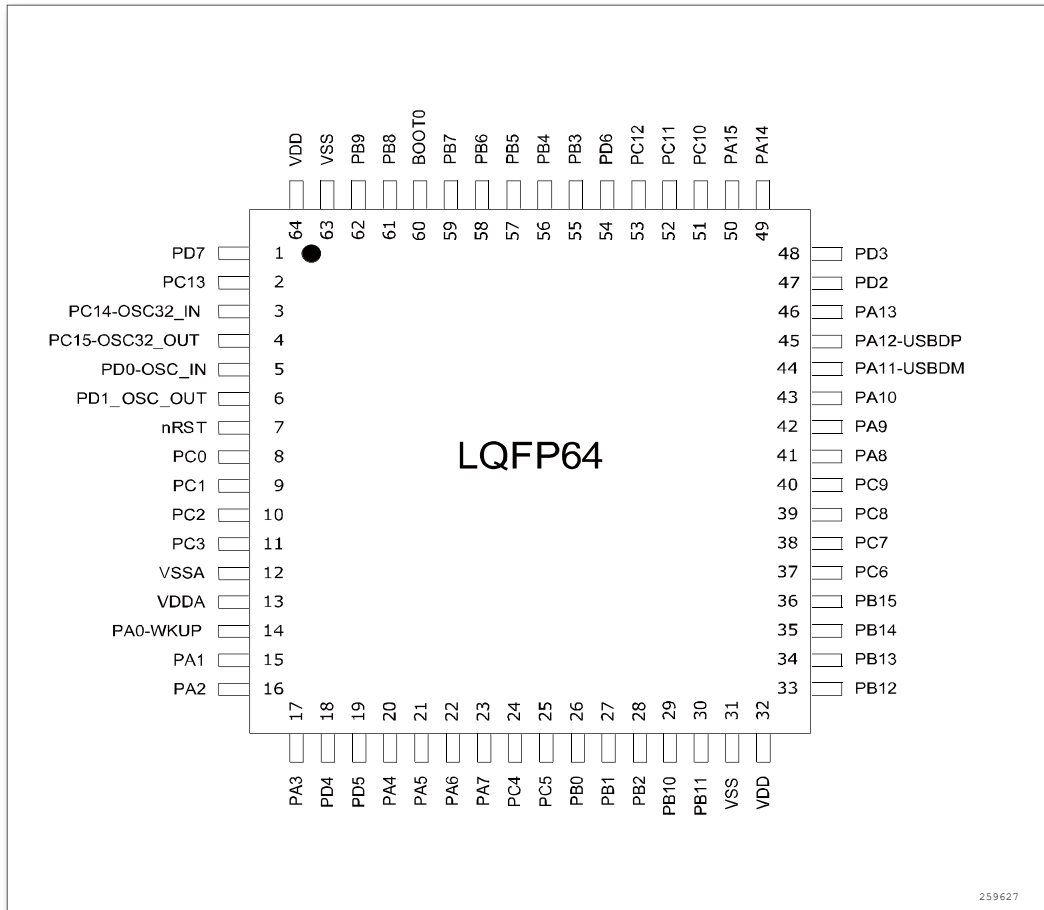 VDD VSS PB9 PB8 BOOT0 PB7 PB6 PB5 PB4 PB3 PD6 PC12 PC11 PC10 PA15 PA14
64 63 62 61 60 59 58 57 56 55 54 53 52 51 50 49
PD7 1 48 PD3
PC13 2 47 PD2
PC14-OSC32_IN 3 46 PA13
PC15-OSC32_OUT 4 45 PA12-USBDP
PD0-OSC_IN 5 44 PA11-USBDM
PD1_OSC_OUT 6 43 PA10
nRST 7 42 PA9
PC0 8 41 PA8
LQFP64
PC1 9 40 PC9
PC2 10 39 PC8
PC3 11 38 PC7
VSSA 12 37 PC6
VDDA 13 36 PB15
PA0-WKUP 14 35 PB14
PA1 15 34 PB13
PA2 16 33 PB12
17 18 19 20 21 22 23 24 25 26 27 28 29 30 31 32
PA3 PD4 PD5 PA4 PA5 PA6 PA7 PC4 PC5 PB0 PB1 PB2 PB10 PB11 VSS VDD
259627